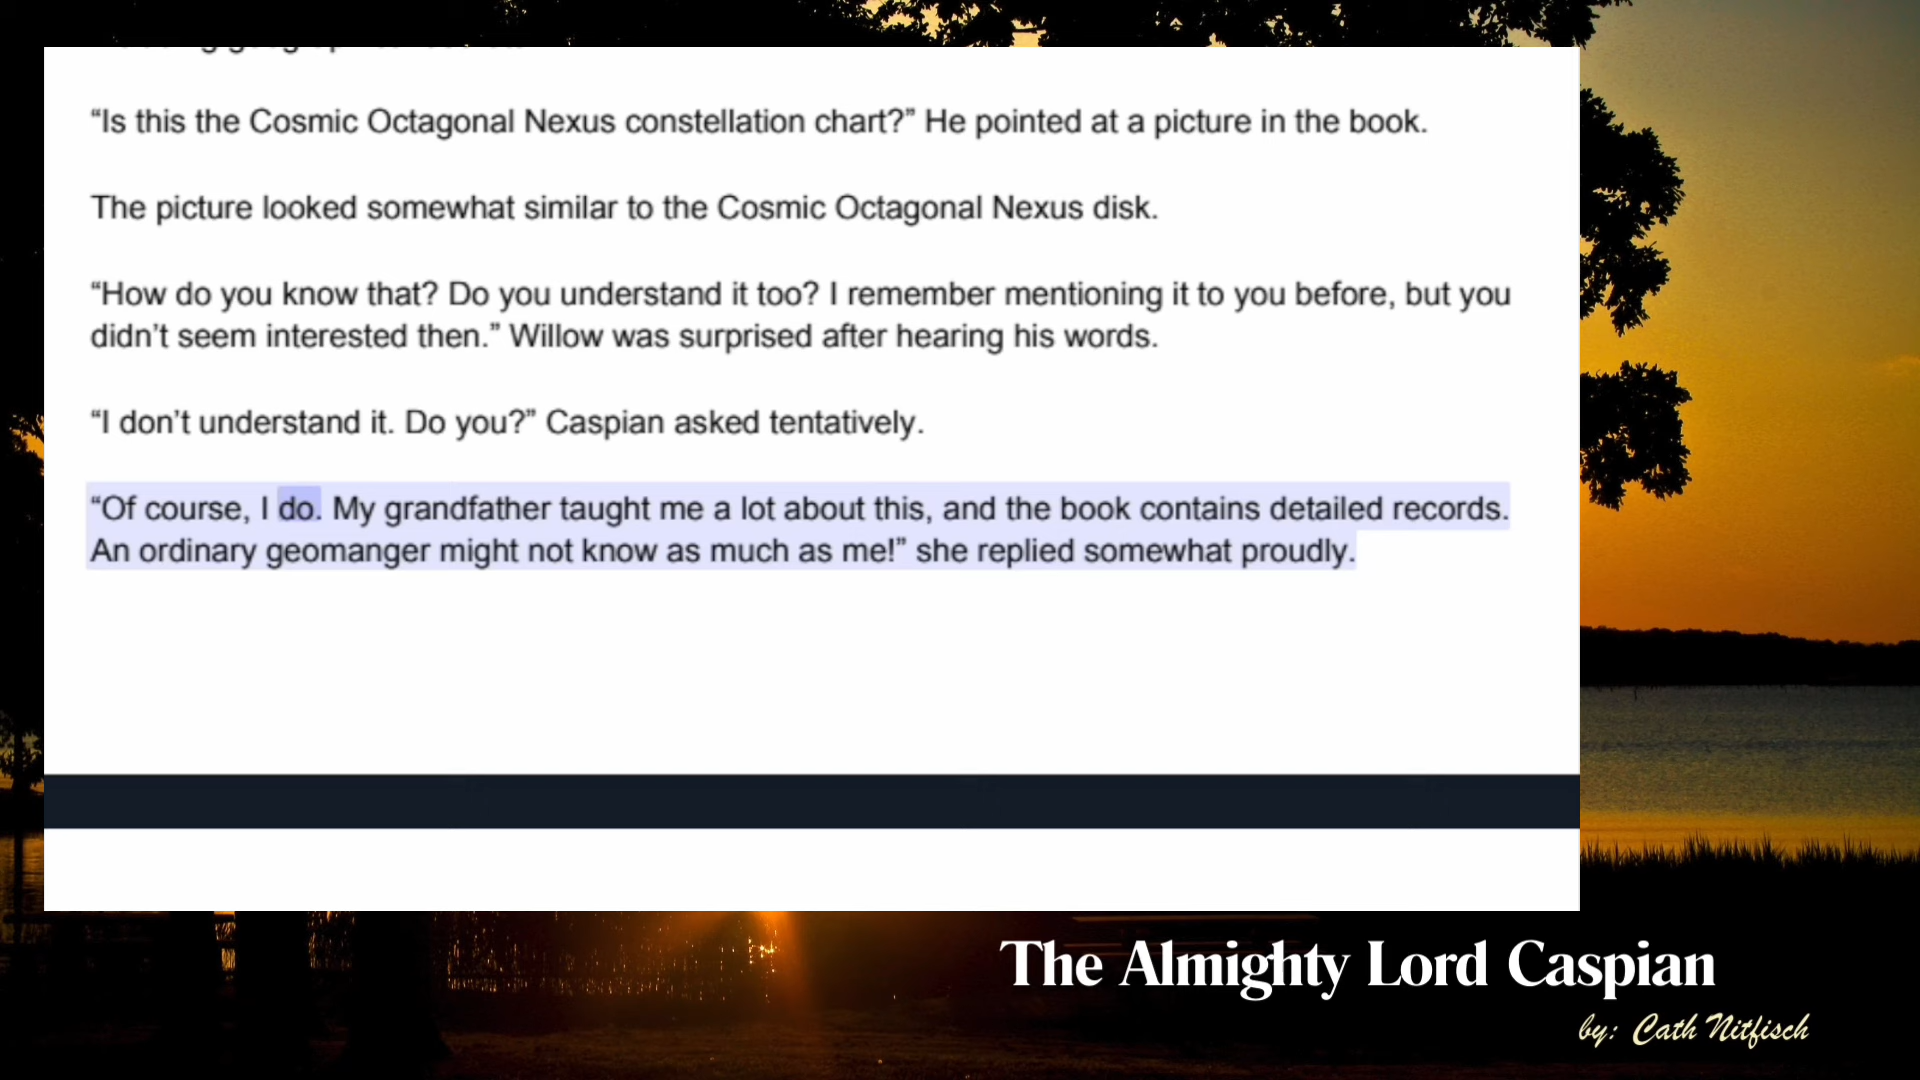 “Is this the Cosmic Octagonal Nexus constellation chart?” He pointed at a picture in the book.
The picture looked somewhat similar to the Cosmic Octagonal Nexus disk.
“How do you know that? Do you understand it too? I remember mentioning it to you before, but you
didn’t seem interested then.” Willow was surprised after hearing his words.
“I don’t understand it. Do you?” Caspian asked tentatively.
“Of course, I do. My grandfather taught me a lot about this, and the book contains detailed records.
An ordinary geomanger might not know as much as me!” she replied somewhat proudly.
The Almighty Lord Caspian
by: Cath Nitfisch